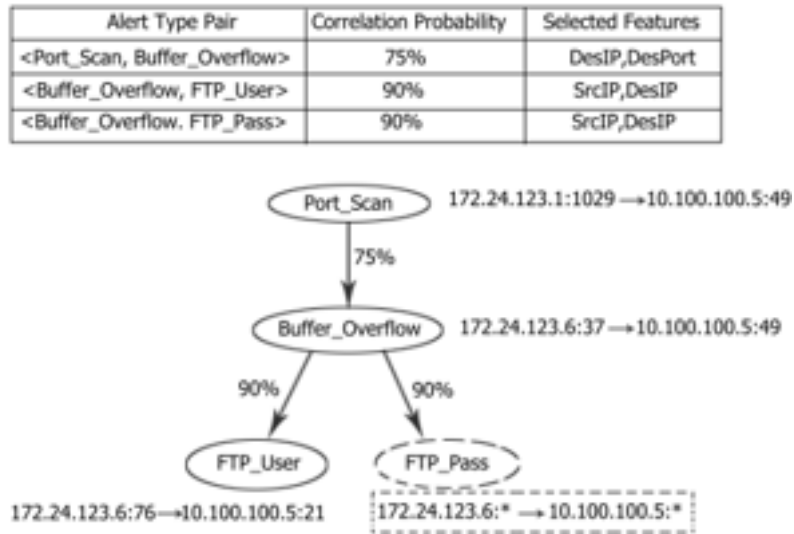 Alert Type Pair Correlation Probability Selected Features
<Port_Scan, Buffer_Overflow> 75% DesIP,DesPort
<Buffer_Overflow, FTP_User> 90% SrcIP,DesIP
<Buffer_Overflow. FTP_Pass> 90% SrcIP,DesIP
Port_Scan 172.24.123.1:1029→10.100.100.5:49
75%
Buffer_Overflow 172.24.123.6:37→10.100.100.5:49
90% 90%
FTP_User FTP_Pass
172.24.123.6:76→10.100.100.5:21 172.24.123.6:* → 10.100.100.5:*